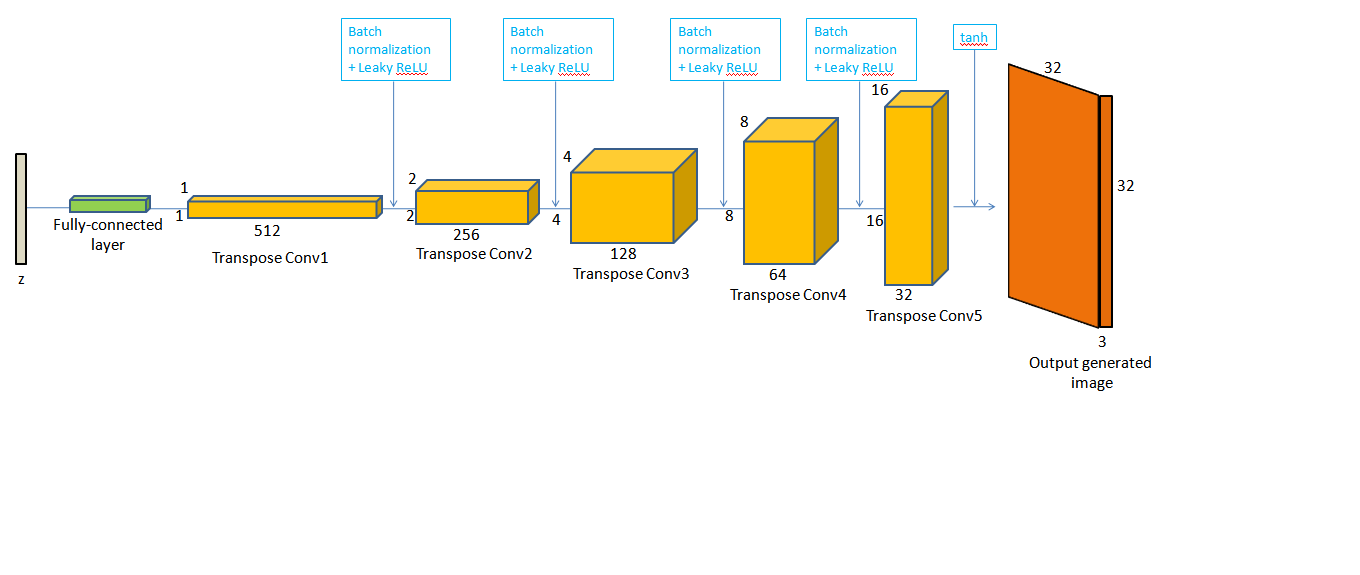 Batch
normalization
+ Leaky ReLU
Batch
normalization
+ Leaky ReLU
Batch
normalization
+ Leaky ReLU
Batch
normalization
+ Leaky ReLU
tanh
z
Fully-connected
layer
1
1
512
Transpose Conv1
2
2
256
Transpose Conv2
4
4
128
Transpose Conv3
8
8
64
Transpose Conv4
16
16
32
Transpose Conv5
32
32
3
Output generated
image